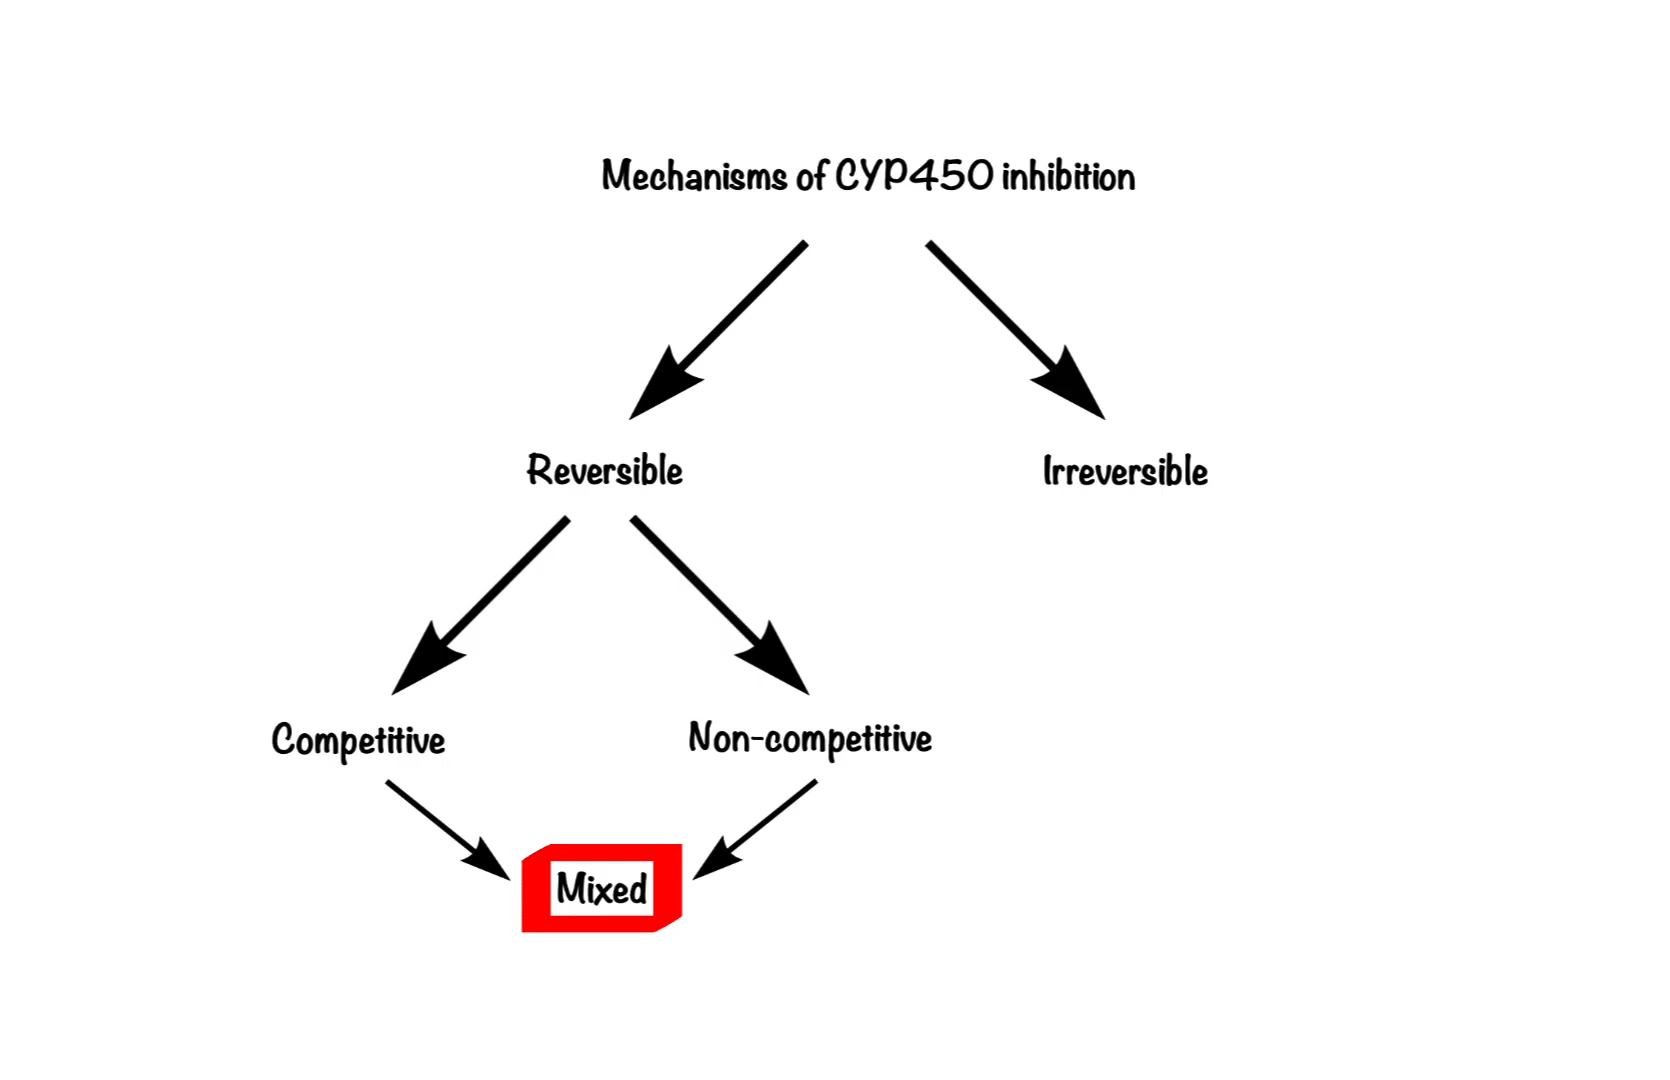 Mechanisms of CYP450 inhibition
Reversible
Irreversible
Competitive
Non-competitive
Mixed